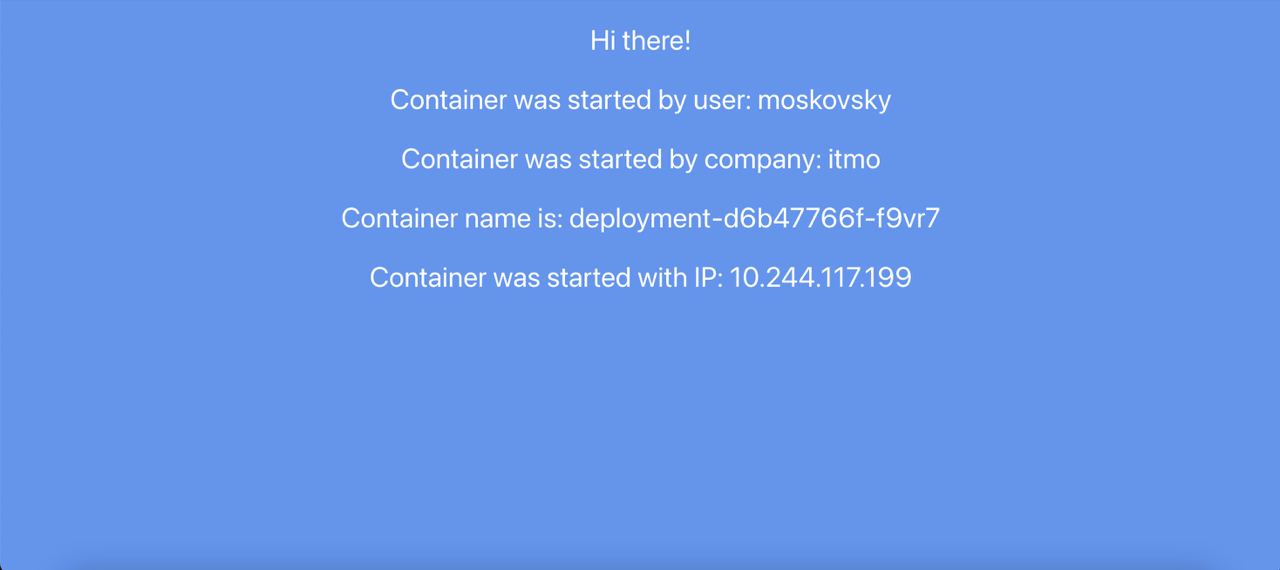 Hi there!
Container was started by user: moskovsky
Container was started by company: itmo
Container name is: deployment-d6b47766f-f9vr7
Container was started with IP: 10.244.117.199